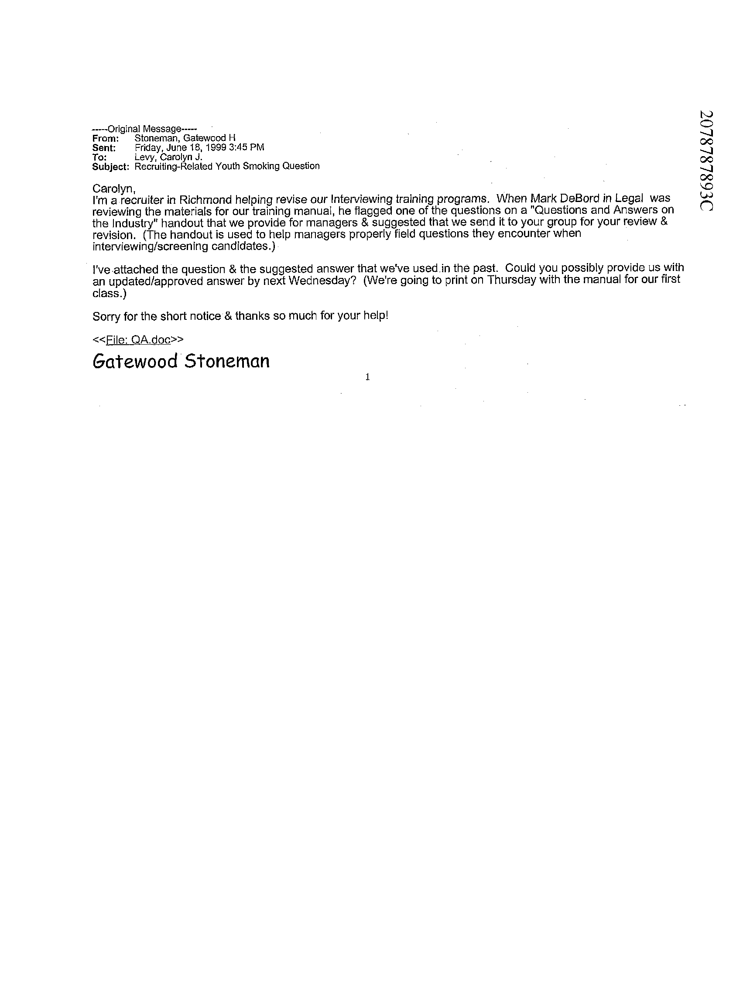 -----Original Message-----
From: Stoneman, Gatewood H
Sent: Friday, June 18, 1999 3:45 PM
To: Levy, Carolyn J.
Subject: Recruiting-Related Youth Smoking Question
Carolyn,
I'm a recruiter in Richmond helping revise our Interviewing training programs. When Mark DeBord in Legal was
reviewing the materials for our training manual, he flagged one of the questions on a "Questions and Answers on
the Industry" handout that we provide for managers & suggested that we send it to your group for your review &
revision. (The handout is used to help managers properly field questions they encounter when
interviewing/screening candidates.)
I've attached the question & the suggested answer that we've used in the past. Could you possibly provide us with
an updated/approved answer by next Wednesday? (We're going to print on Thursday with the manual for our first
class.)
Sorry for the short notice & thanks so much for your help!
<<File: QA.doc>>
Gatewood Stoneman
1
2078787893C